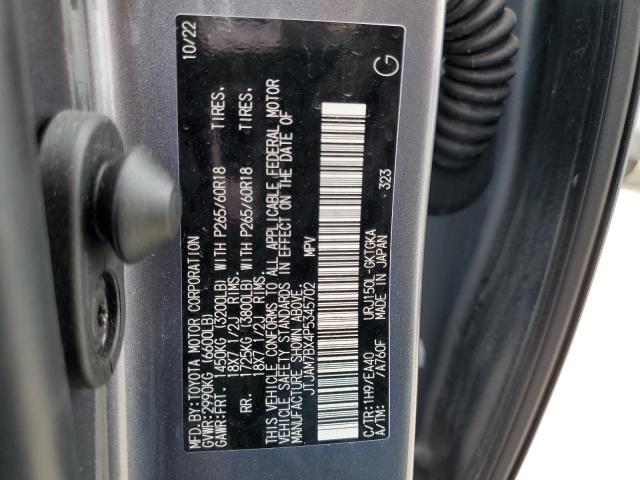 MFD.BY:TOYOTA MOTOR CORPORATION 10/22
GVWR:2990KG (6600LB)
GAWR:FRT. 1450KG (3200LB) WITH P265/60R18 TIRES.
18X7 1/2J RIMS.
RR. 1725KG (3800LB) WITH P265/60R18 TIRES.
18X7 1/2J RIMS.
THIS VEHICLE CONFORMS TO ALL APPLICABLE FEDERAL MOTOR
VEHICLE SAFETY STANDARDS IN EFFECT ON THE DATE OF
MANUFACTURE SHOWN ABOVE.
JTJAM7BX4P5345702 MPV
G
323
C/TR:1H9/EA40 URJ150L-GKTGKA
A/TM: /A760F MADE IN JAPAN